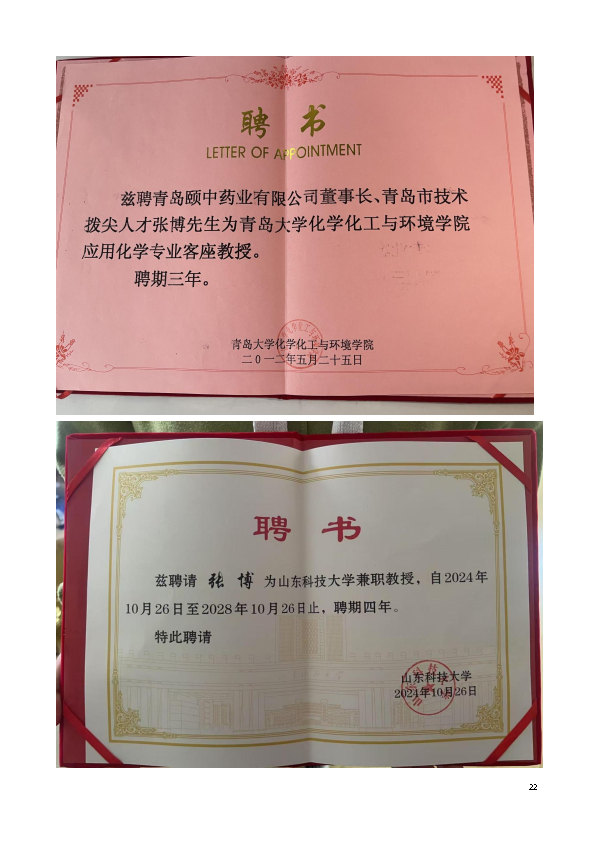 聘书
LETTER OF APPOINTMENT
兹聘青岛颐中药业有限公司董事长、青岛市技术
拨尖人才张博先生为青岛大学化学化工与环境学院
应用化学专业客座教授。
聘期三年。
青岛大学化学化工与环境学院
二０一二年五月二十五日
聘书
兹聘请 张博 为山东科技大学兼职教授，自2024年
10月26日至2028年10月26日止，聘期四年。
特此聘请
山东科技大学
2024年10月26日
22